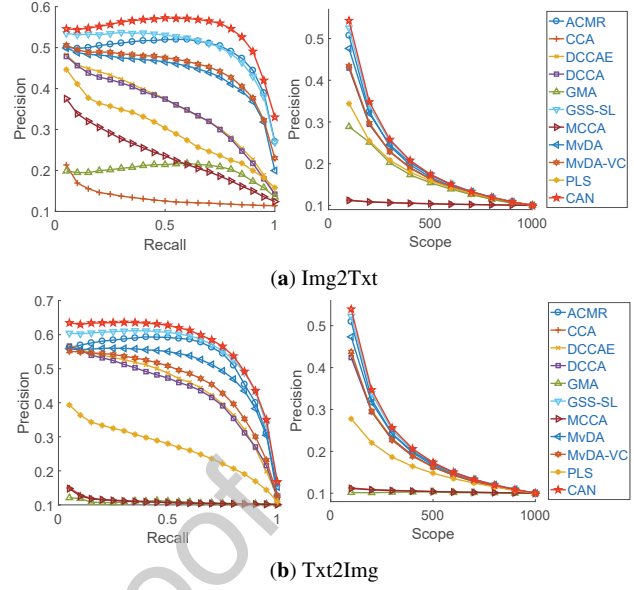 0.6
0.5
0.4
0.3
0.2
0.1
Precision
0
0.5
1
Recall
0.5
0.4
0.3
0.2
0.1
Precision
0
500
1000
Scope
ACMR
CCA
DCCAE
DCCA
GMA
GSS-SL
MCCA
MvDA
MvDA-VC
PLS
CAN
(a) Img2Txt
0.7
0.6
0.5
0.4
0.3
0.2
0.1
Precision
0
0.5
1
Recall
0.5
0.4
0.3
0.2
0.1
Precision
0
500
1000
Scope
ACMR
CCA
DCCAE
DCCA
GMA
GSS-SL
MCCA
MvDA
MvDA-VC
PLS
CAN
(b) Txt2Img
roof